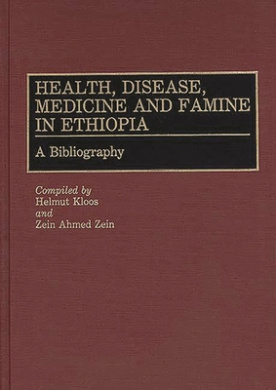 HEALTH, DISEASE,
MEDICINE AND FAMINE
IN ETHIOPIA
A Bibliography
Compiled by
Helmut Kloos
and
Zein Ahmed Zein